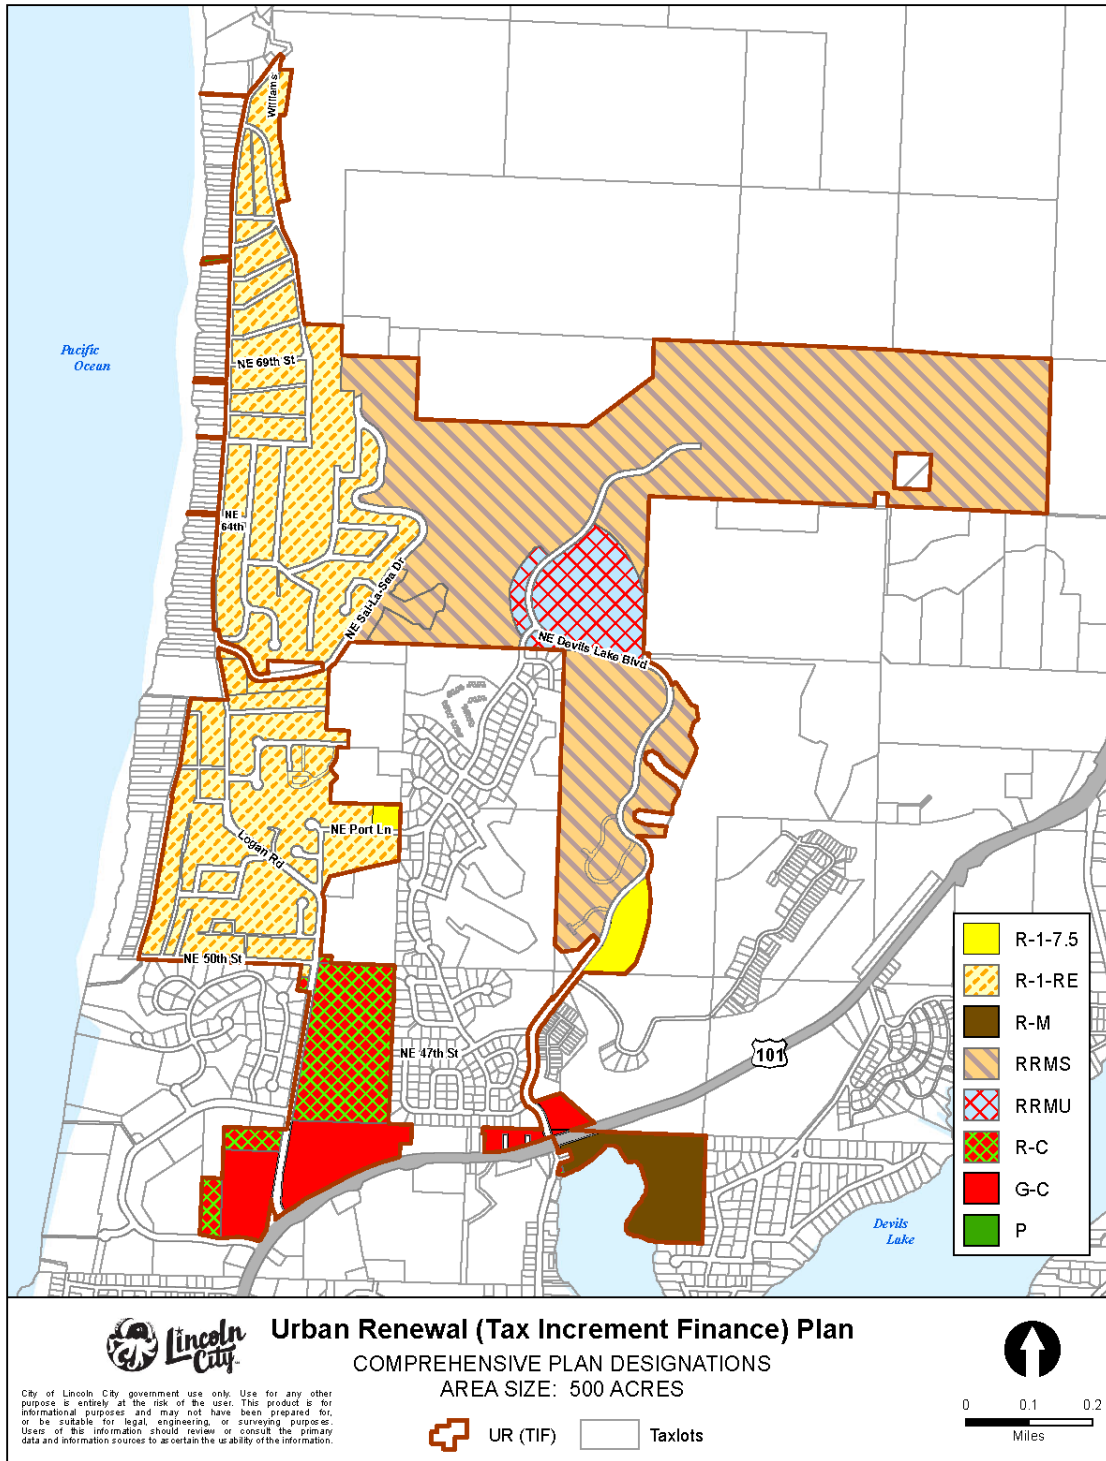 Williams
Pacific
Ocean
NE 69th St
NE
64th
NE Sal-La-Sea Dr
NE Devils Lake Blvd
NE Port Ln
Logan Rd
NE 50th St
NE 47th St
101
Devils
Lake
R-1-7.5
R-1-RE
R-M
RRMS
RRMU
R-C
G-C
P
Lincoln
City
Urban Renewal (Tax Increment Finance) Plan
COMPREHENSIVE PLAN DESIGNATIONS
AREA SIZE: 500 ACRES
City of Lincoln City government use only. Use for any other
purpose is entirely at the risk of the user. This product is for
informational purposes and may not have been prepared for,
or be suitable for legal, engineering, or surveying purposes.
Users of this information should review or consult the primary
data and information sources to ascertain the usability of the information.
UR (TIF)
Taxlots
0 0.1 0.2
Miles